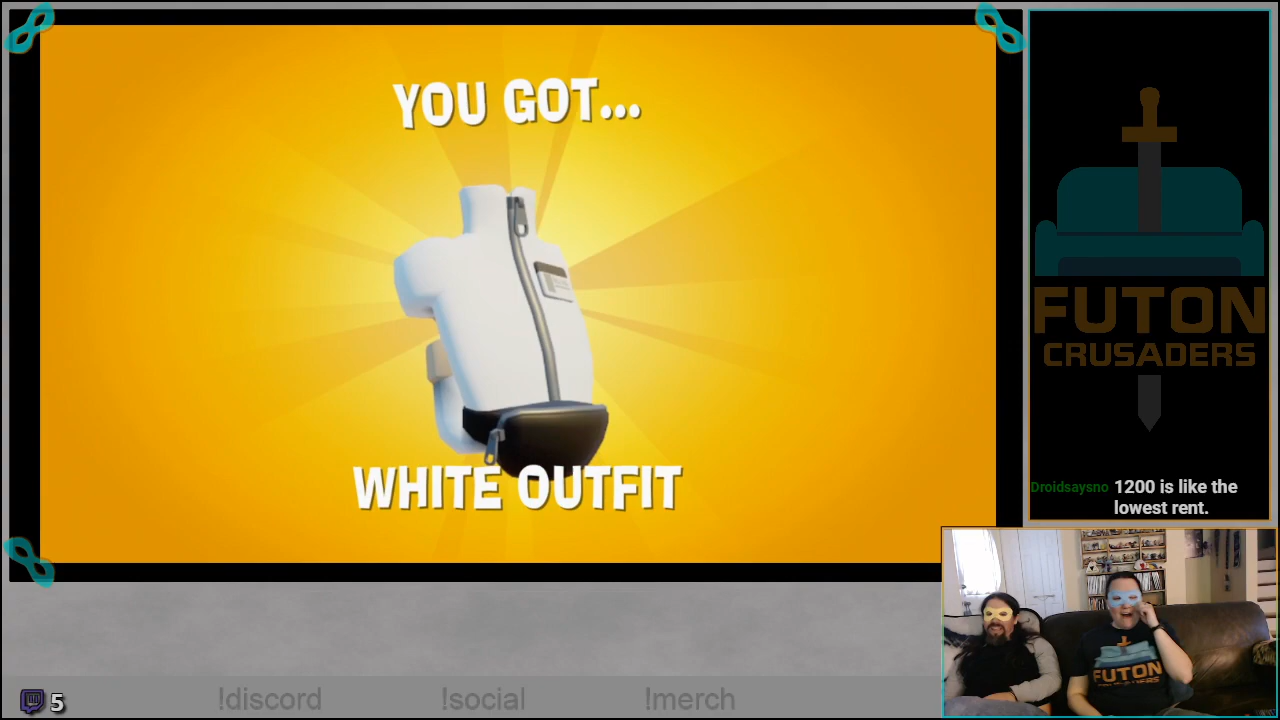 YOU GOT...
WHITE OUTFIT
FUTON
CRUSADERS
Droidsaysno 1200 is like the
lowest rent.
FUTON
5
!discord !social !merch